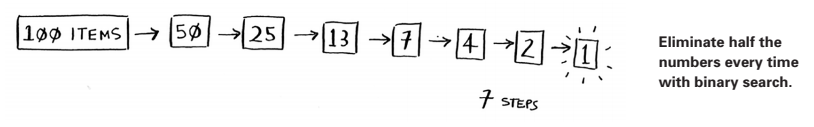 100 ITEMS → 50 → 25 → 13 → 7 → 4 → 2 → 1
7 STEPS
Eliminate half the
numbers every time
with binary search.